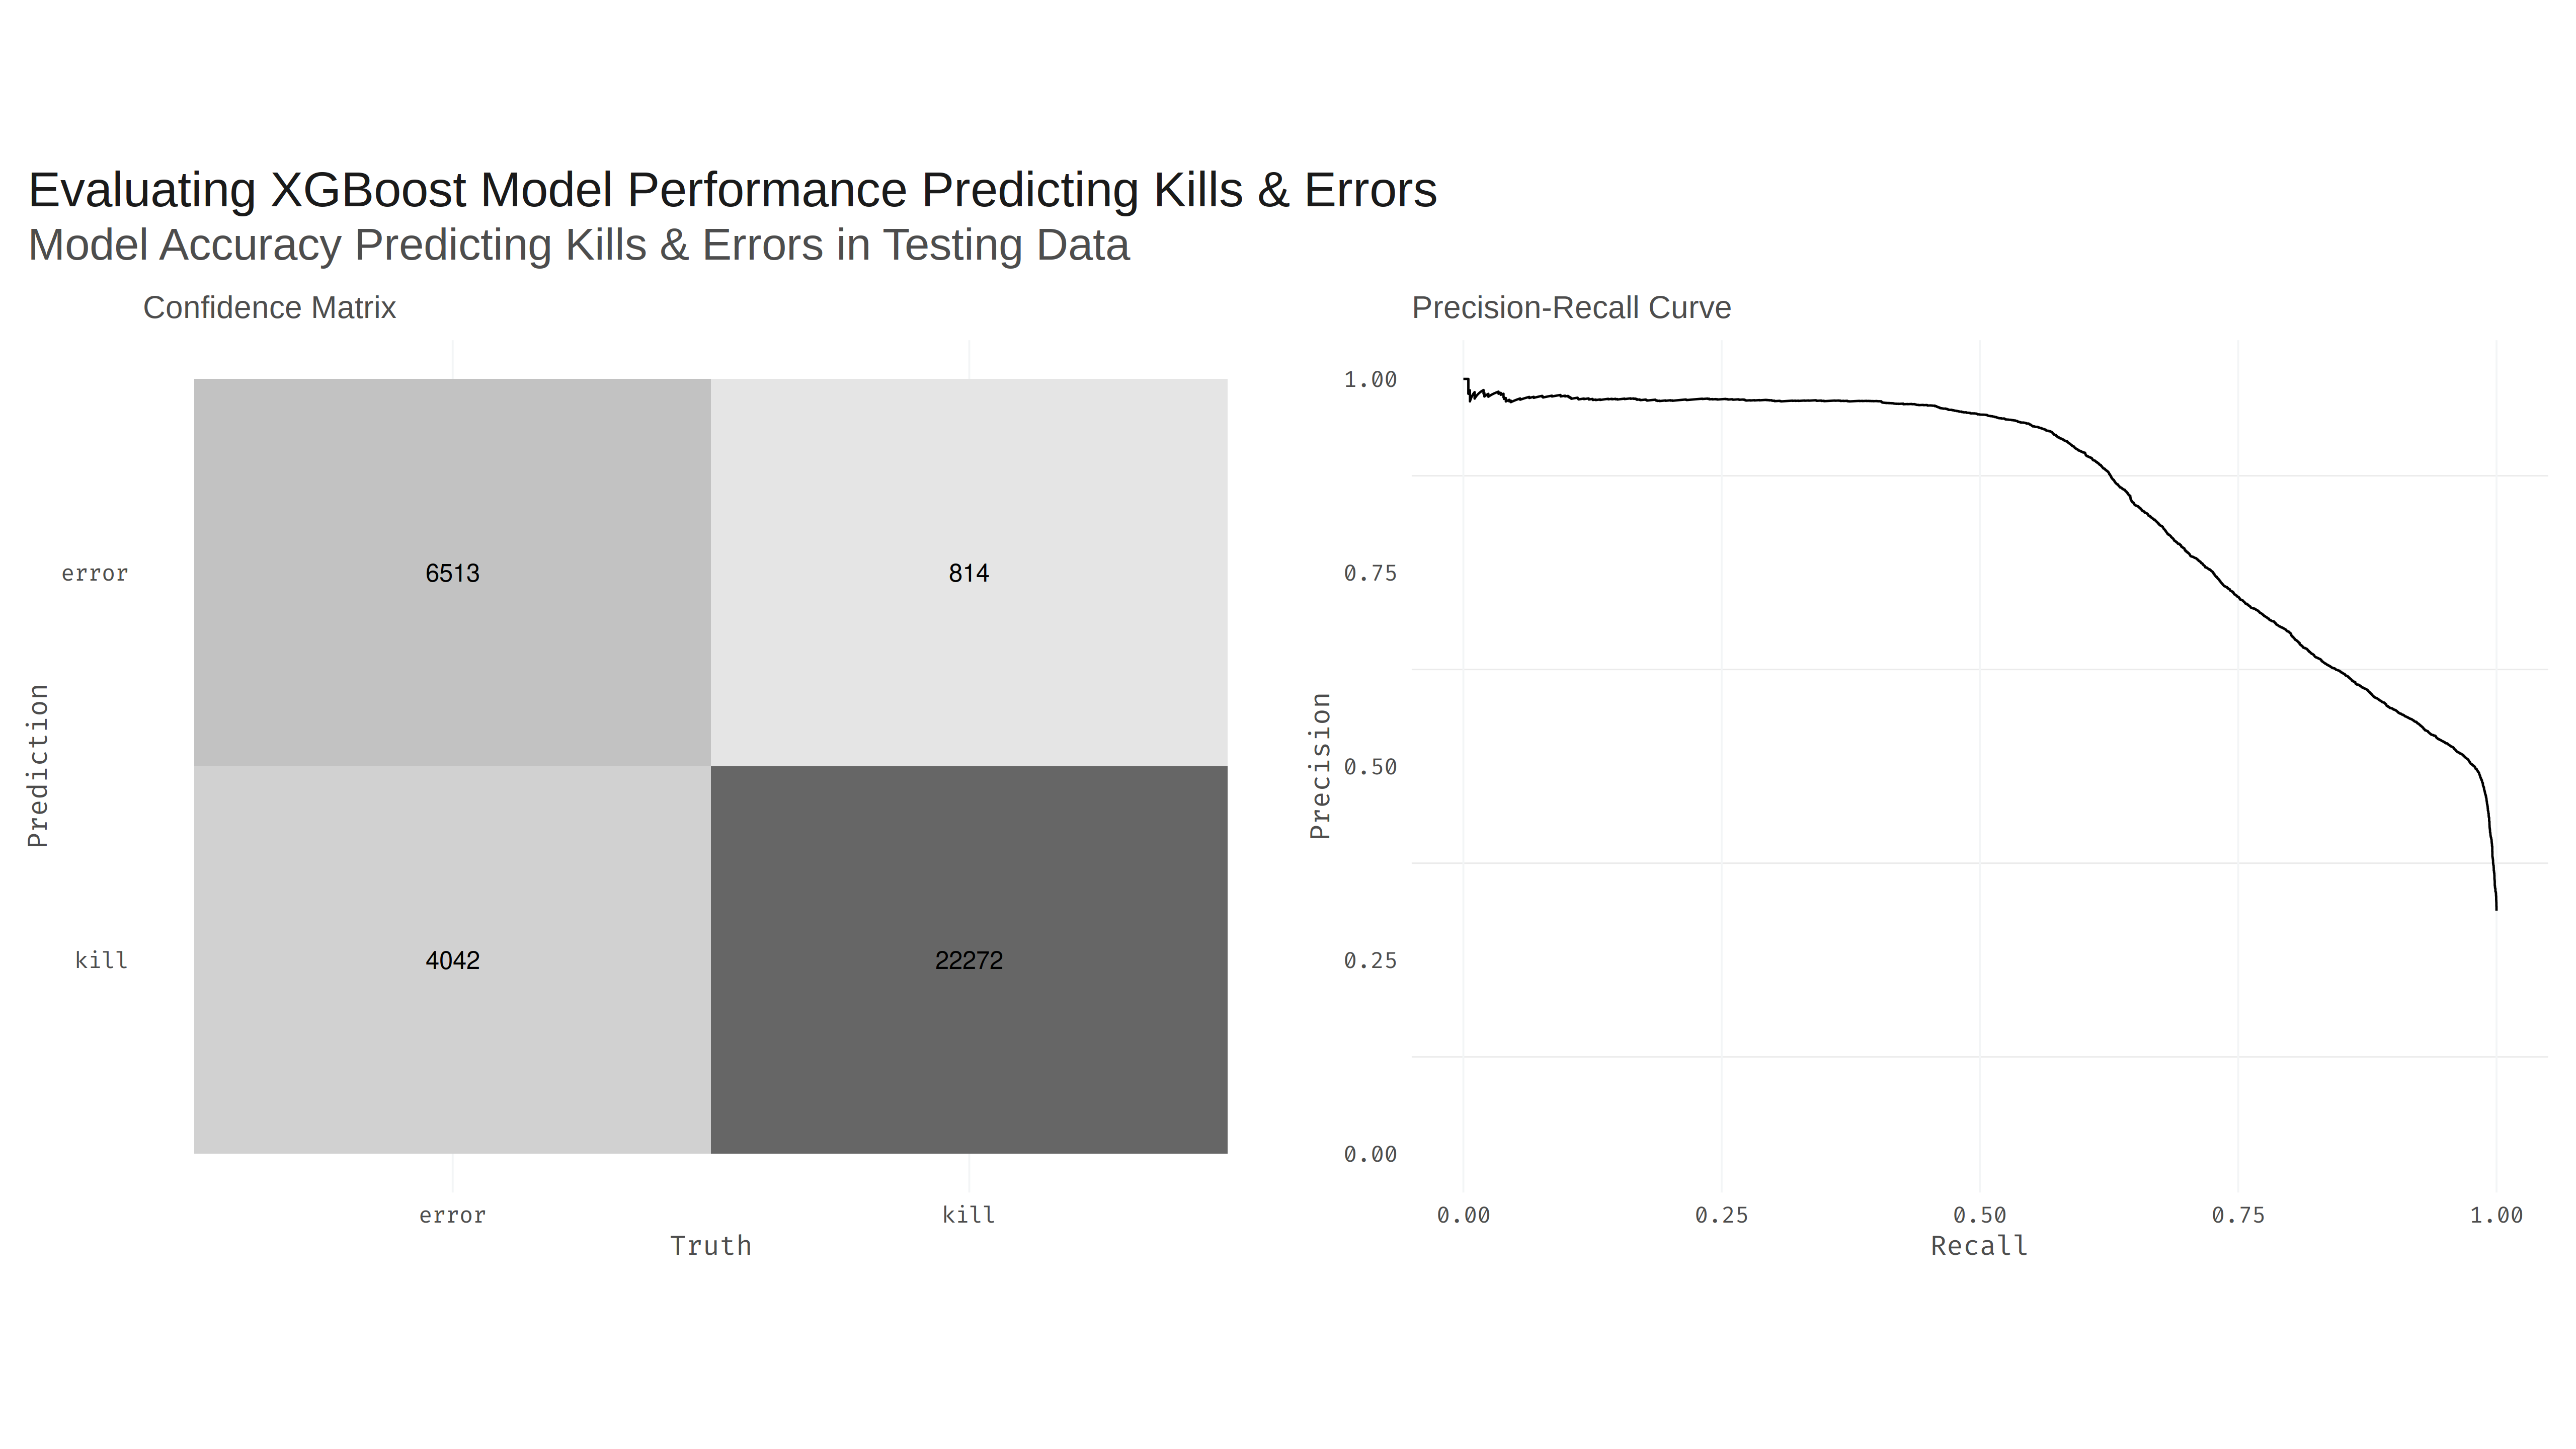 Evaluating XGBoost Model Performance Predicting Kills & Errors
Model Accuracy Predicting Kills & Errors in Testing Data
Confidence Matrix
Prediction
error
kill
6513
814
4042
22272
error
kill
Truth
Precision-Recall Curve
Precision
1.00
0.75
0.50
0.25
0.00
0.00
0.25
0.50
0.75
1.00
Recall